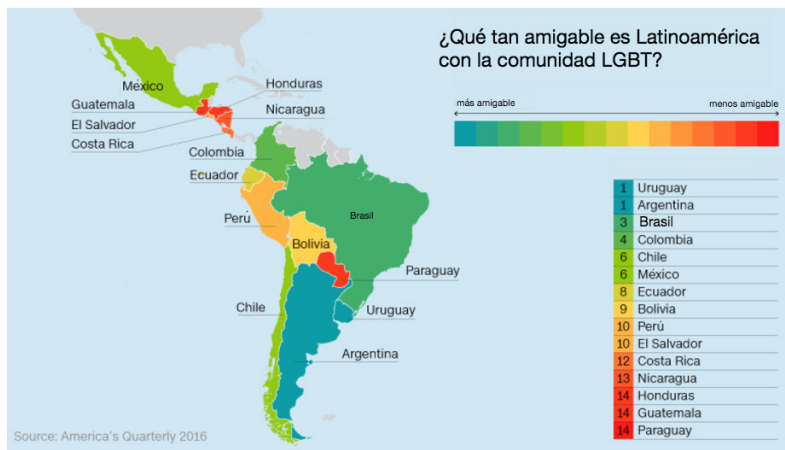 ¿Qué tan amigable es Latinoamérica
con la comunidad LGBT?
más amigable
menos amigable
México
Honduras
Guatemala
Nicaragua
El Salvador
Costa Rica
Colombia
Ecuador
Perú
Brasil
Bolivia
Paraguay
Chile
Uruguay
Argentina
1 Uruguay
1 Argentina
3 Brasil
4 Colombia
6 Chile
6 México
8 Ecuador
9 Bolivia
10 Perú
10 El Salvador
12 Costa Rica
13 Nicaragua
14 Honduras
14 Guatemala
14 Paraguay
Source: America's Quarterly 2016